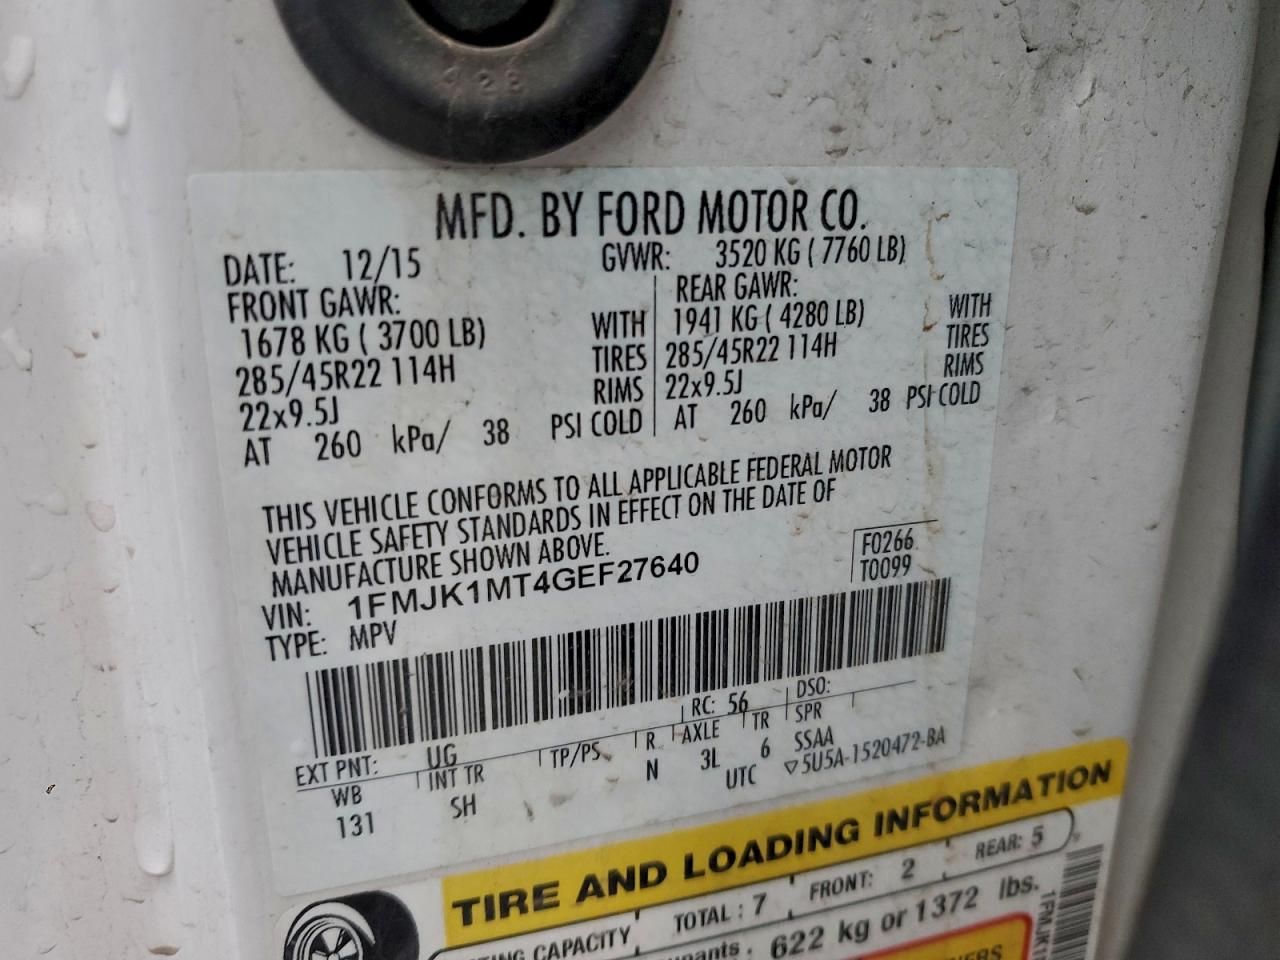 428
MFD. BY FORD MOTOR CO.
DATE: 12/15 GVWR: 3520 KG ( 7760 LB)
FRONT GAWR: REAR GAWR:
1678 KG ( 3700 LB) WITH 1941 KG ( 4280 LB) WITH
285/45R22 114H TIRES 285/45R22 114H TIRES
22x9.5J RIMS 22x9.5J RIMS
AT 260 kPa/ 38 PSI COLD AT 260 kPa/ 38 PSI COLD
THIS VEHICLE CONFORMS TO ALL APPLICABLE FEDERAL MOTOR
VEHICLE SAFETY STANDARDS IN EFFECT ON THE DATE OF
MANUFACTURE SHOWN ABOVE.
F0266
T0099
VIN: 1FMJK1MT4GEF27640
TYPE: MPV
EXT PNT: UG RC: 56 DSO:
WB INT TR TP/PS R AXLE TR SPR
131 SH N 3L 6 SSAA
UTC ▽5U5A-1520472-BA
TIRE AND LOADING INFORMATION
CAPACITY TOTAL : 7 FRONT: 2 REAR: 5
622 kg or 1372 lbs.